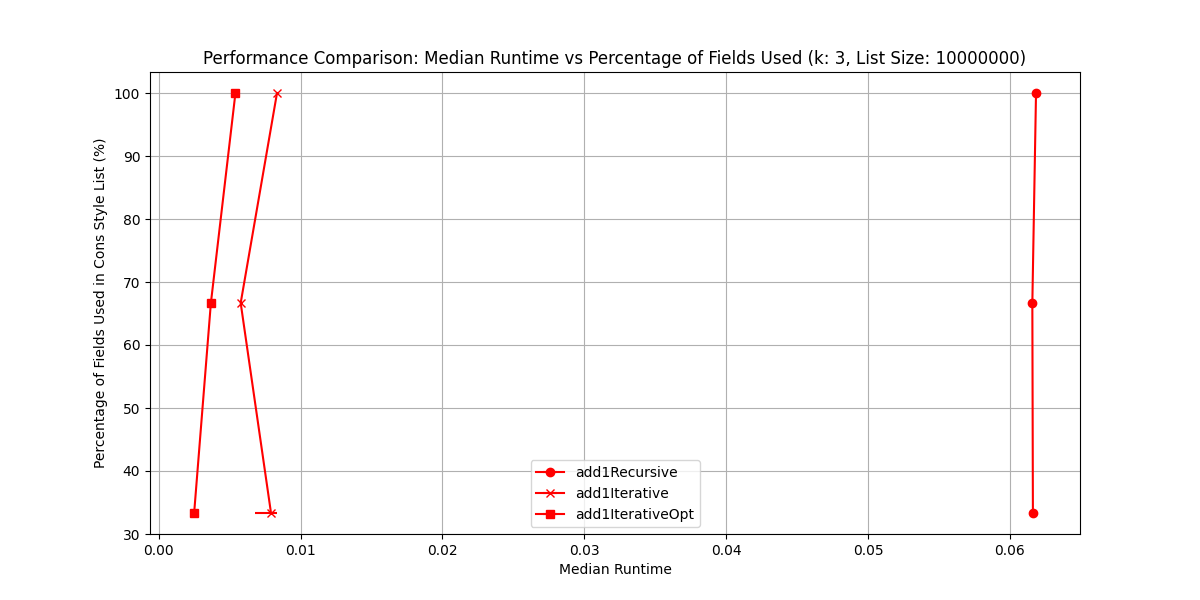 Performance Comparison: Median Runtime vs Percentage of Fields Used (k: 3, List Size: 10000000)
Percentage of Fields Used in Cons Style List (%)
100
90
80
70
60
50
40
30
add1Recursive
add1Iterative
add1IterativeOpt
0.00 0.01 0.02 0.03 0.04 0.05 0.06
Median Runtime